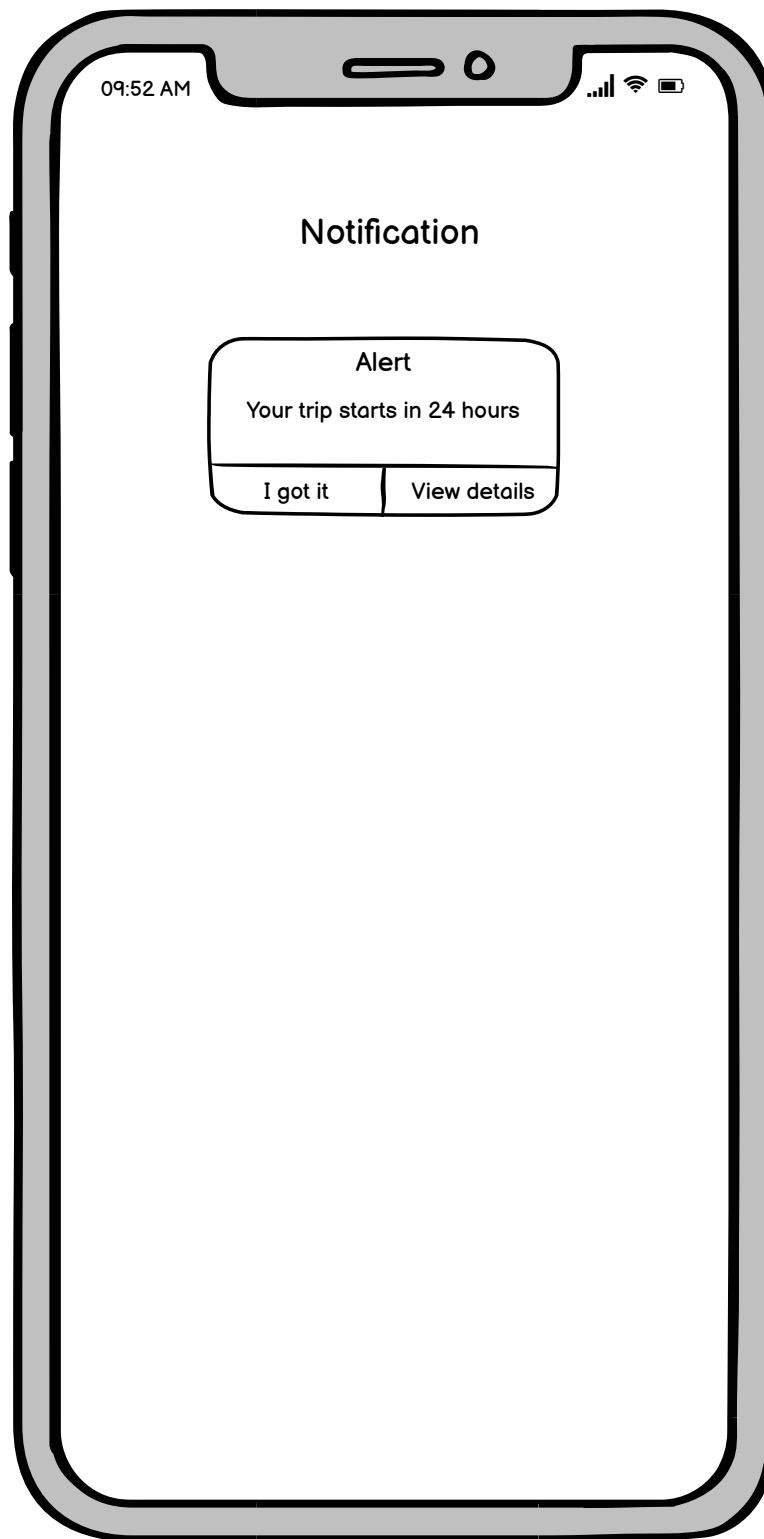 09:52 AM
Notification
Alert
Your trip starts in 24 hours
I got it
View details